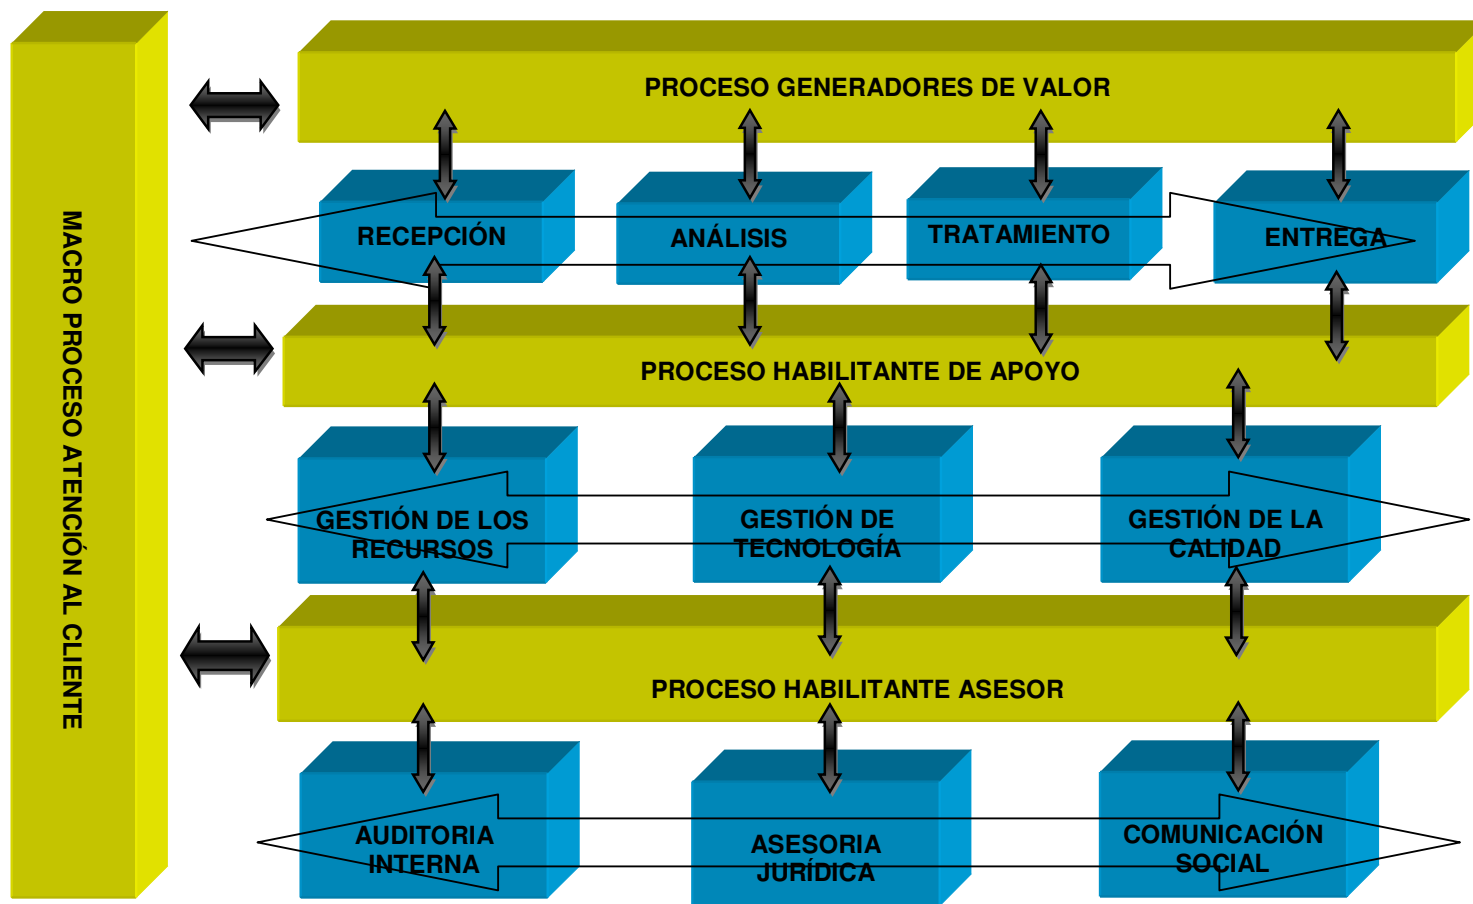 MACRO PROCESO ATENCIÓN AL CLIENTE
PROCESO GENERADORES DE VALOR
RECEPCIÓN
ANÁLISIS
TRATAMIENTO
ENTREGA
PROCESO HABILITANTE DE APOYO
GESTIÓN DE LOS
RECURSOS
GESTIÓN DE
TECNOLOGÍA
GESTIÓN DE LA
CALIDAD
PROCESO HABILITANTE ASESOR
AUDITORIA
INTERNA
ASESORIA
JURÍDICA
COMUNICACIÓN
SOCIAL